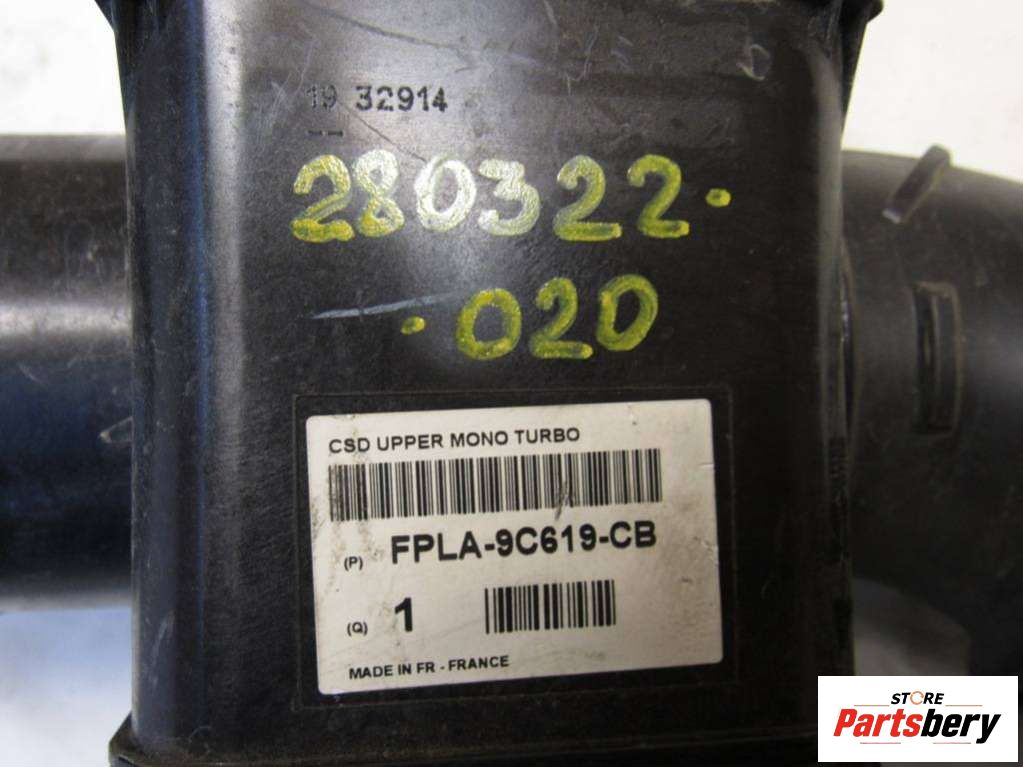 19 32914
280322.
.020
CSD UPPER MONO TURBO
(P) FPLA-9C619-CB
(Q) 1
MADE IN FR - FRANCE
STORE
Partsbery